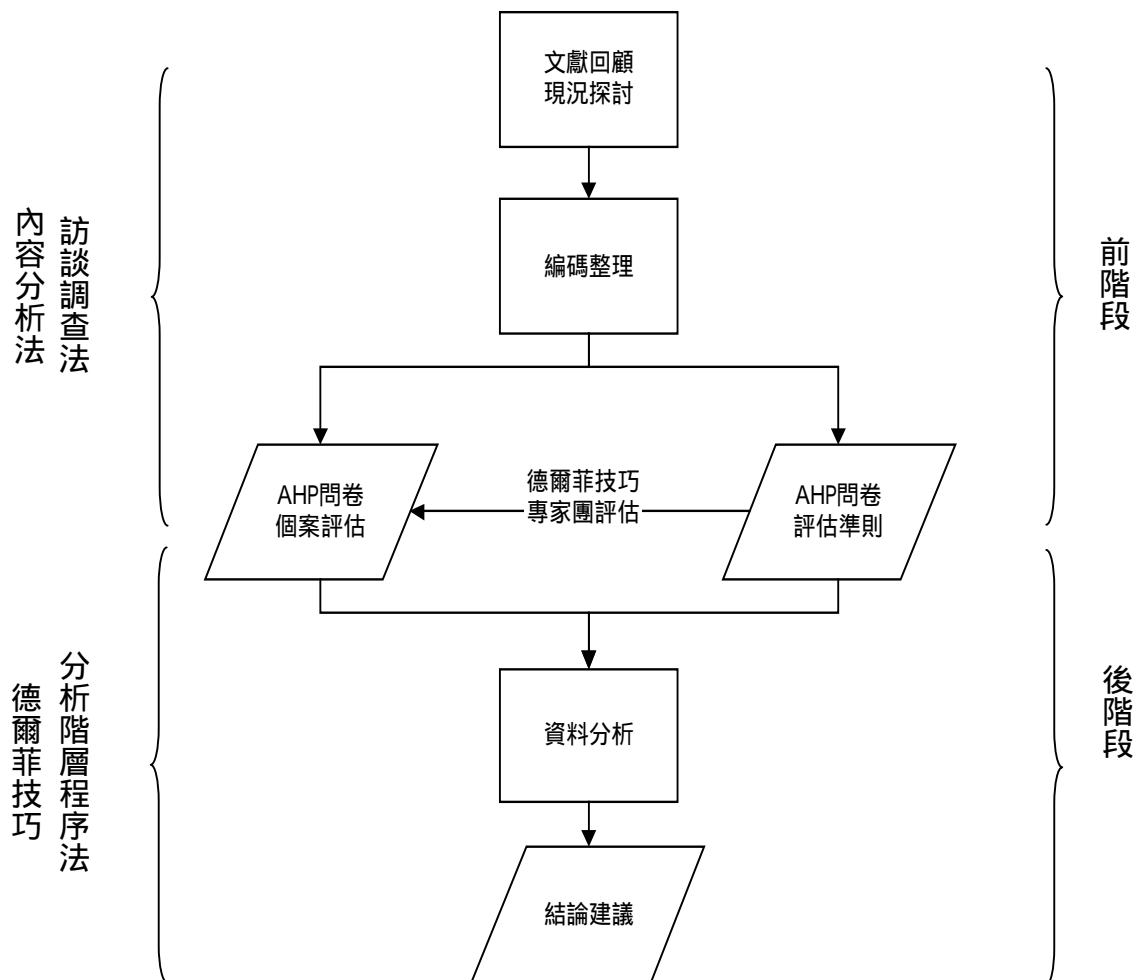 文獻回顧
現況探討
編碼整理
訪談調查法
內容分析法
前階段
AHP問卷
個案評估
德爾菲技巧
專家團評估
AHP問卷
評估準則
分析階層程序法
德爾菲技巧
後階段
資料分析
結論建議